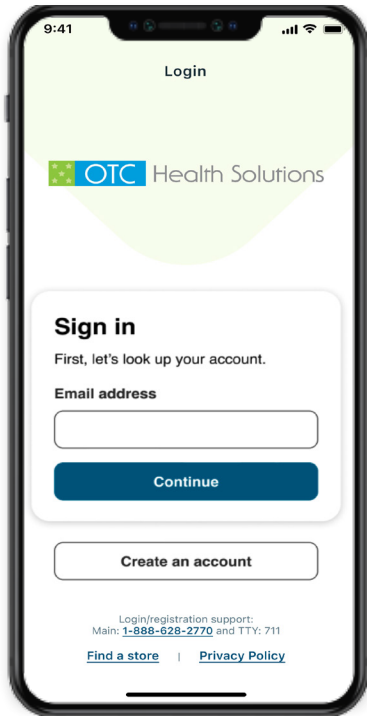 9:41
Login
OTC Health Solutions
Sign in
First, let's look up your account.
Email address
Continue
Create an account
Login/registration support:
Main: 1-888-628-2770 and TTY: 711
Find a store | Privacy Policy